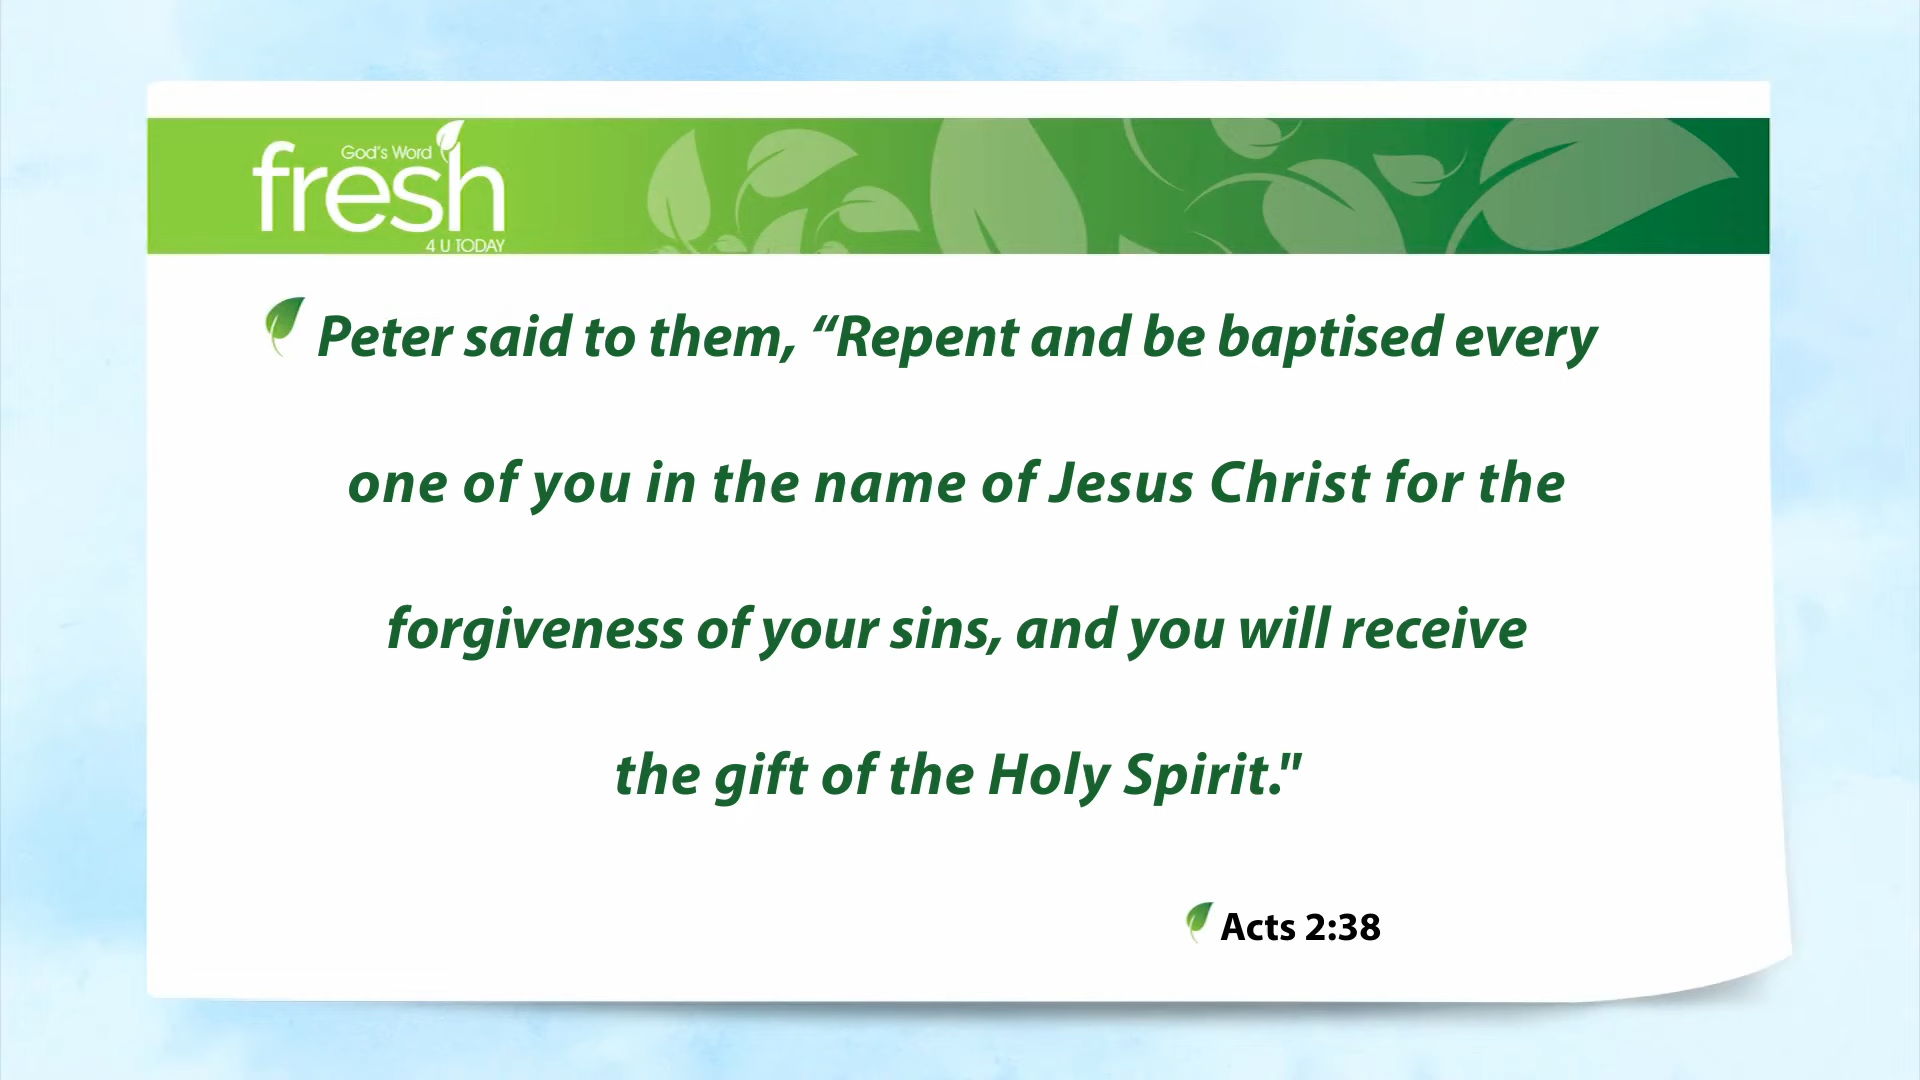 God's Word
fresh
4 U TODAY
Peter said to them, “Repent and be baptised every
one of you in the name of Jesus Christ for the
forgiveness of your sins, and you will receive
the gift of the Holy Spirit."
Acts 2:38